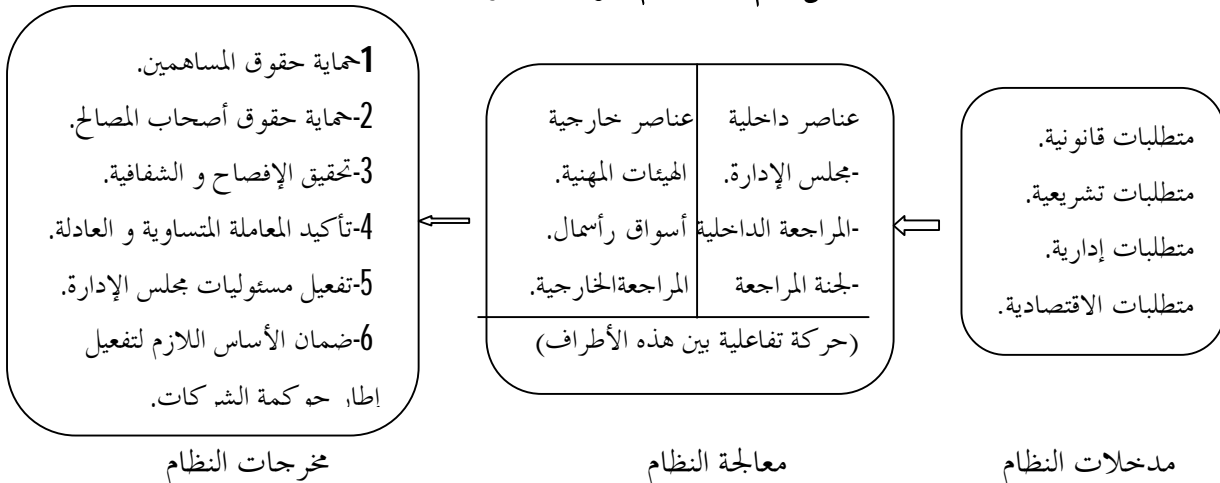 متطلبات قانونية.
متطلبات تشريعية.
متطلبات إدارية.
متطلبات الاقتصادية.
مدخلات النظام
عناصر داخلية
-مجلس الإدارة.
-المراجعة الداخلية
-لجنة المراجعة
عناصر خارجية
الهيئات المهنية.
أسواق رأسمال.
المراجعةالخارجية.
(حركة تفاعلية بين هذه الأطراف)
معالجة النظام
1حماية حقوق المساهمين.
2-حماية حقوق أصحاب المصالح.
3-تحقيق الإفصاح و الشفافية.
4-تأكيد المعاملة المتساوية و العادلة.
5-تفعيل مسئوليات مجلس الإدارة.
6-ضمان الأساس اللازم لتفعيل
إطار حوكمة الشركات.
مخرجات النظام